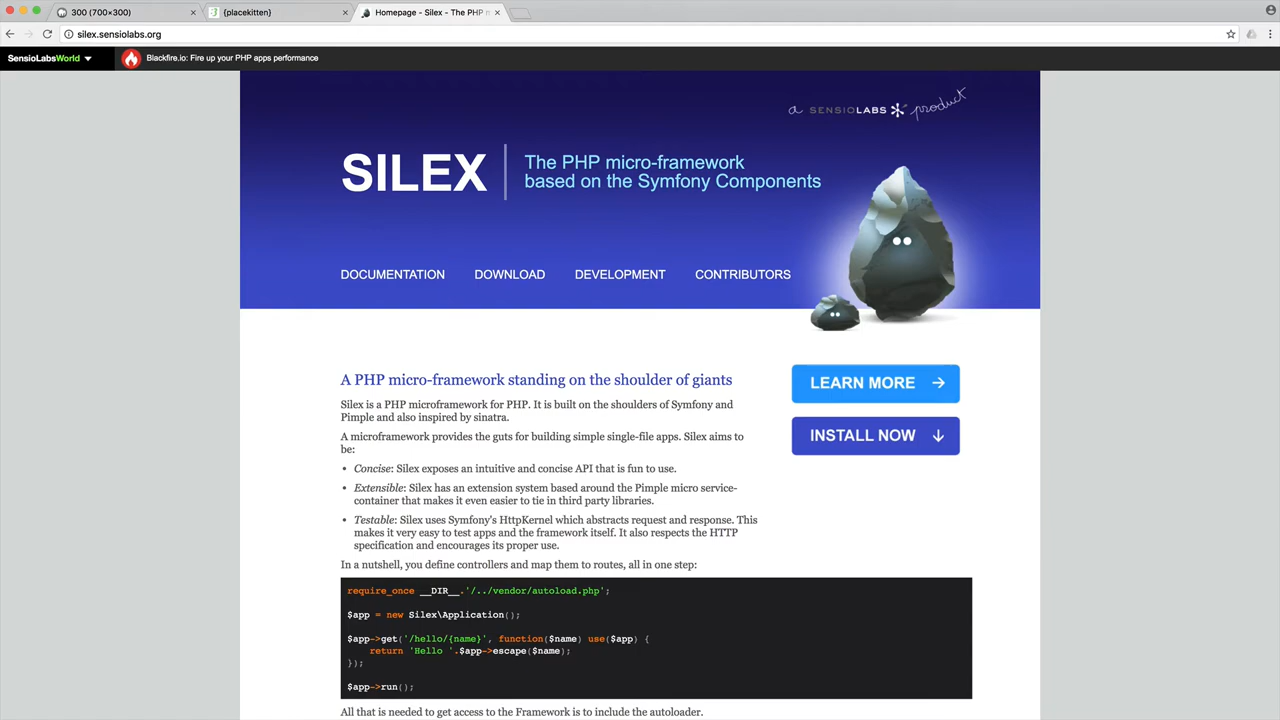 300 (700×300)
{placekitten}
Homepage - Silex - The PHP m
silex.sensiolabs.org
SensioLabsWorld
Blackfire.io: Fire up your PHP apps performance
a SENSIOLABS product
SILEX
The PHP micro-framework
based on the Symfony Components
DOCUMENTATION DOWNLOAD DEVELOPMENT CONTRIBUTORS
A PHP micro-framework standing on the shoulder of giants
LEARN MORE →
INSTALL NOW ↓
Silex is a PHP microframework for PHP. It is built on the shoulders of Symfony and
Pimple and also inspired by sinatra.
A microframework provides the guts for building simple single-file apps. Silex aims to
be:
• Concise: Silex exposes an intuitive and concise API that is fun to use.
• Extensible: Silex has an extension system based around the Pimple micro service-
container that makes it even easier to tie in third party libraries.
• Testable: Silex uses Symfony's HttpKernel which abstracts request and response. This
makes it very easy to test apps and the framework itself. It also respects the HTTP
specification and encourages its proper use.
In a nutshell, you define controllers and map them to routes, all in one step:
require_once __DIR__.'/../vendor/autoload.php';
$app = new Silex\Application();
$app->get('/hello/{name}', function($name) use($app) {
    return 'Hello '.$app->escape($name);
});
$app->run();
All that is needed to get access to the Framework is to include the autoloader.